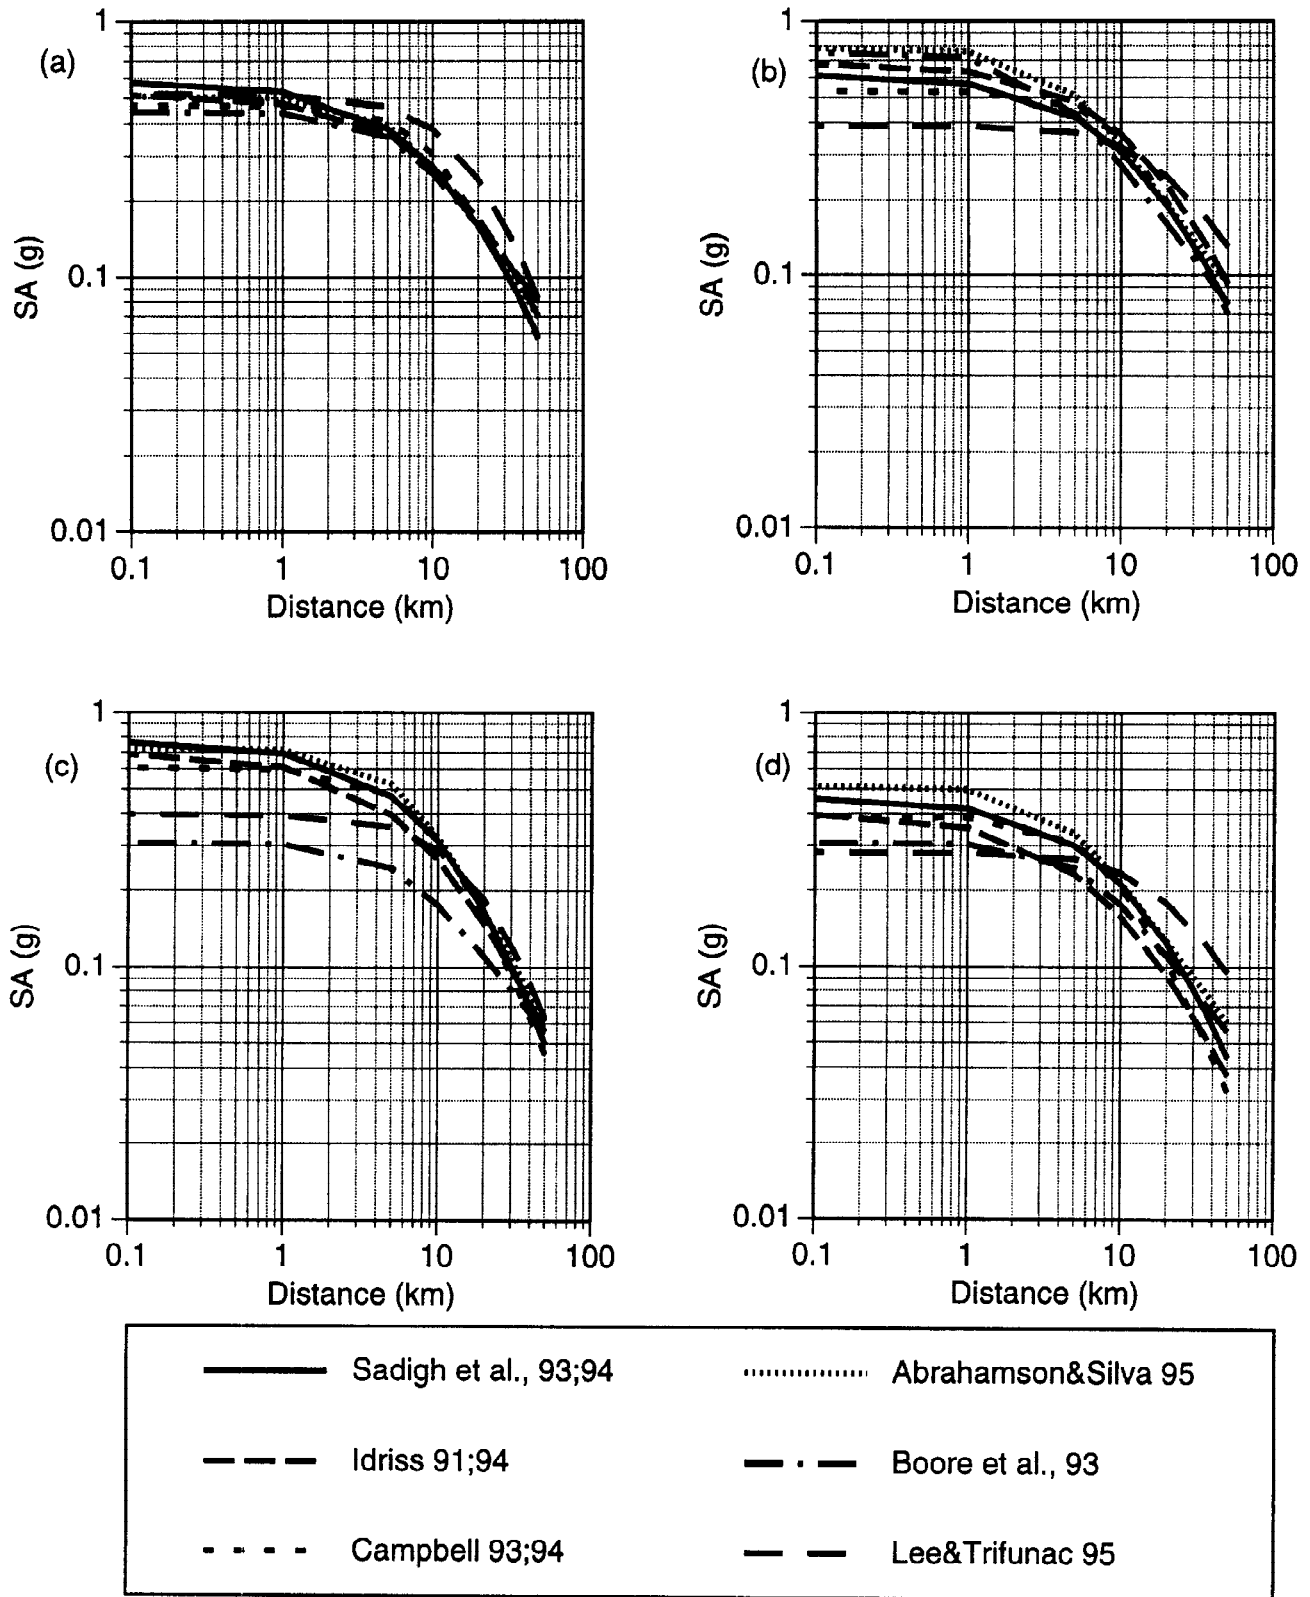 (a)
1
0.1
0.01
SA (g)
0.1 1 10 100
Distance (km)
(b)
1
0.1
0.01
SA (g)
0.1 1 10 100
Distance (km)
(c)
1
0.1
0.01
SA (g)
0.1 1 10 100
Distance (km)
(d)
1
0.1
0.01
SA (g)
0.1 1 10 100
Distance (km)
Sadigh et al., 93;94
Abrahamson&Silva 95
Idriss 91;94
Boore et al., 93
Campbell 93;94
Lee&Trifunac 95